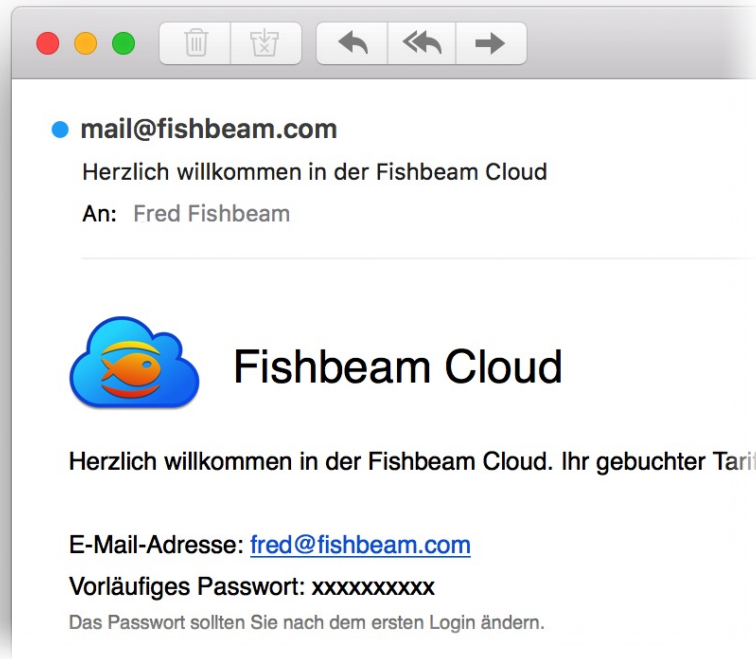 mail@fishbeam.com
Herzlich willkommen in der Fishbeam Cloud
An: Fred Fishbeam
Fishbeam Cloud
Herzlich willkommen in der Fishbeam Cloud. Ihr gebuchter Tarif
E-Mail-Adresse: fred@fishbeam.com
Vorläufiges Passwort: xxxxxxxxxx
Das Passwort sollten Sie nach dem ersten Login ändern.